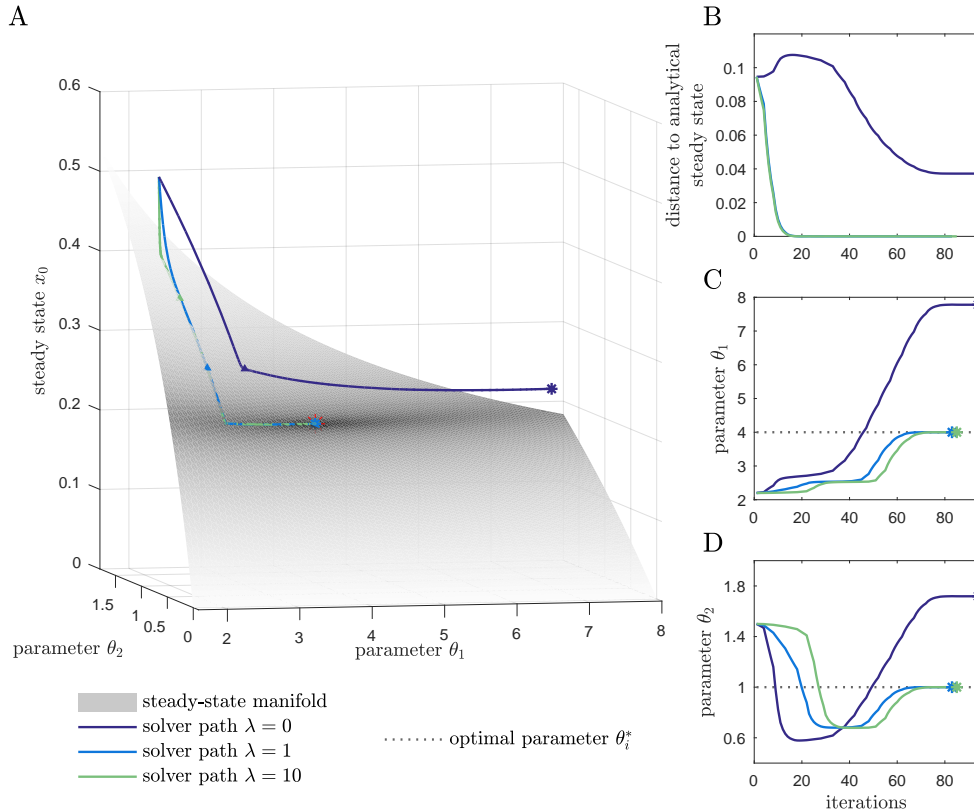 A
0.6
0.5
0.4
0.3
0.2
0.1
0
steady state x₀
1.5
1
0.5
0
parameter θ₂
2
3
4
5
6
7
8
parameter θ₁
steady-state manifold
solver path λ = 0
solver path λ = 1
solver path λ = 10
optimal parameter θᵢ*
B
distance to analytical
steady state
0.1
0.08
0.06
0.04
0.02
0
0
20
40
60
80
C
parameter θ₁
8
7
6
5
4
3
2
0
20
40
60
80
D
parameter θ₂
1.8
1.4
1
0.6
0
20
40
60
80
iterations